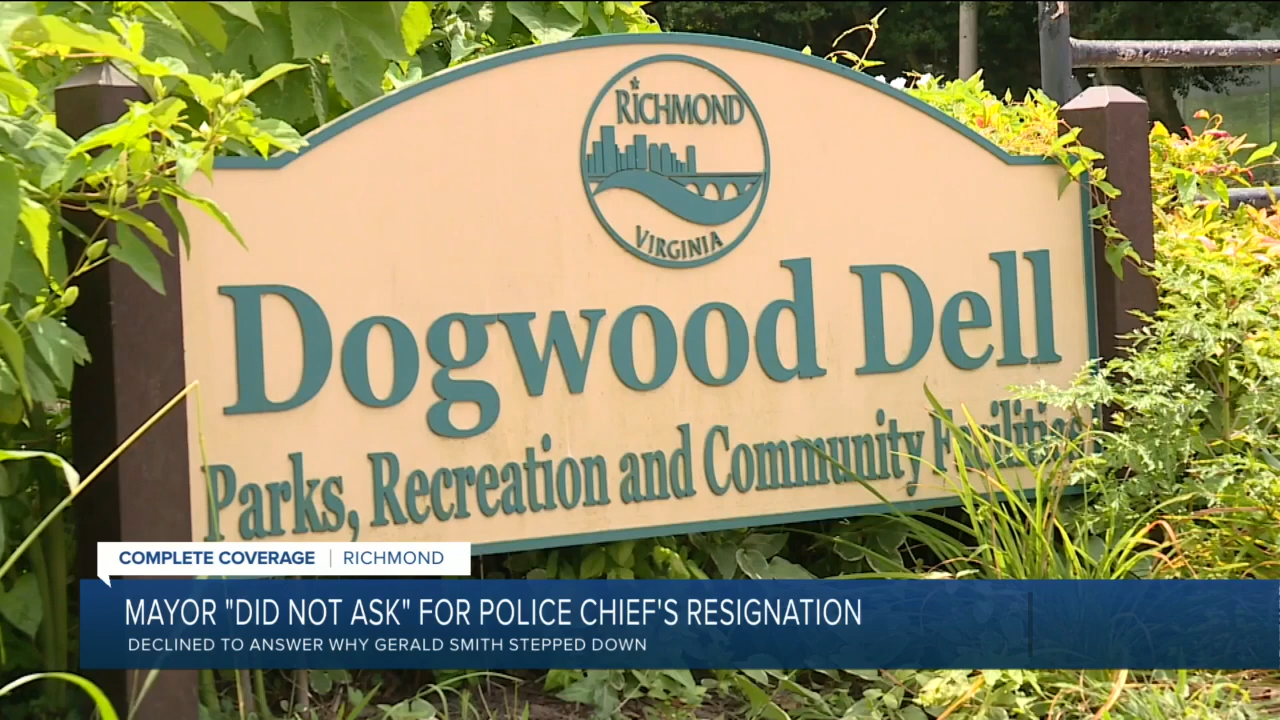 RICHMOND
VIRGINIA
Dogwood Dell
Parks, Recreation and Community Facilities
COMPLETE COVERAGE | RICHMOND
MAYOR "DID NOT ASK" FOR POLICE CHIEF'S RESIGNATION
DECLINED TO ANSWER WHY GERALD SMITH STEPPED DOWN